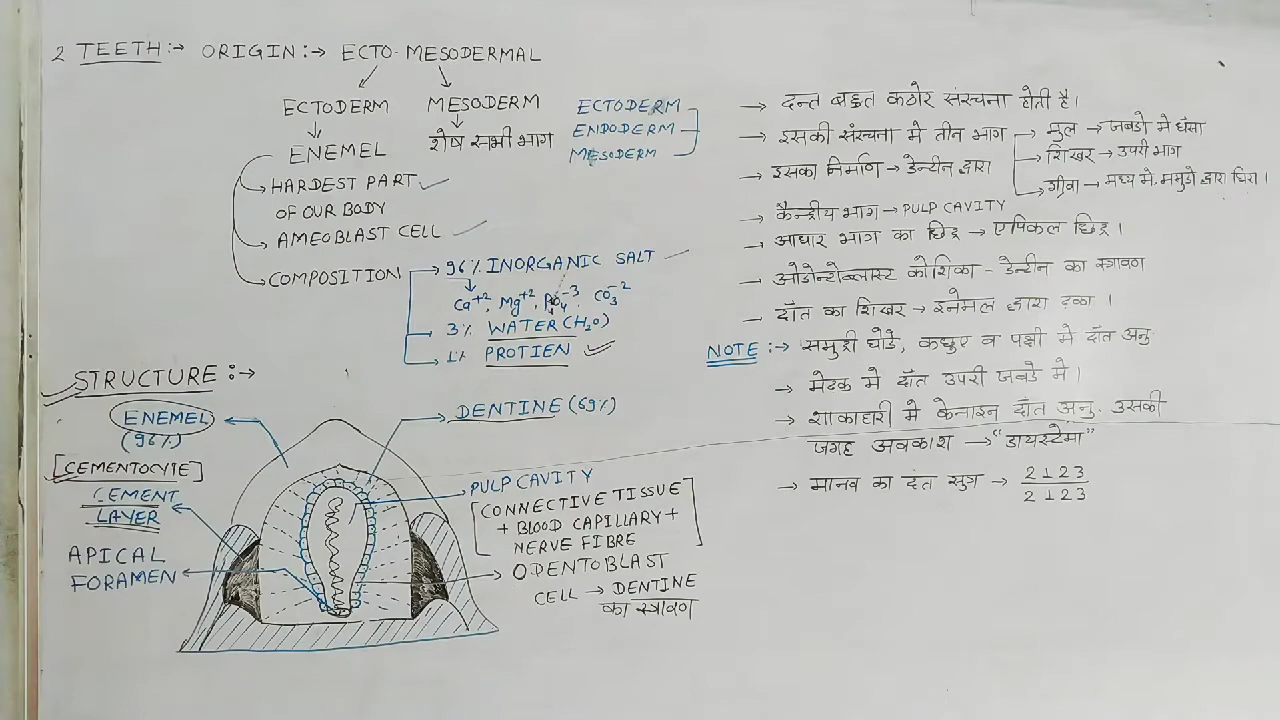 2 TEETH:→ ORIGIN:→ ECTO-MESODERMAL
ECTODERM MESODERM
ENEMEL शेष सभी भाग
ECTODERM
ENDODERM
MESODERM
HARDEST PART
OF OUR BODY
AMEOBLAST CELL
COMPOSITION → 96% INORGANIC SALT
Ca+2, Mg+2, PO4-3, CO3-2
3% WATER (H2O)
1% PROTIEN
STRUCTURE:→
ENEMEL
(96%)
[CEMENTOCYTE]
CEMENT
LAYER
APICAL
FORAMEN
DENTINE (69%)
PULP CAVITY
[CONNECTIVE TISSUE
+ BLOOD CAPILLARY +
NERVE FIBRE]
ODENTOBLAST
CELL → DENTINE
का स्त्रावण
→ दन्त बहुत कठोर संरचना होती है।
→ इसकी संरचना मे तीन भाग → मुल → जबडो मे धँसा
→ शिखर → उपरी भाग
→ ग्रीवा → मध्य मे, मसुडो द्वारा घिरा।
→ इसका निर्माण → डेन्टीन द्वारा
→ कैन्द्रीय भाग → PULP CAVITY
→ आधार भाग का छिद्र → एपिकल छिद्र।
→ ओडोन्टोब्लास्ट कोशिका - डेन्टीन का स्त्रावण
→ दाँत का शिखर → इनेमल द्वारा ढका।
NOTE:→ समुद्री घोडे, कछुए व पक्षी मे दाँत अनु.
→ मेंढक मे दाँत उपरी जबडे मे।
→ शाकाहारी मे केनाइन दाँत अनु. उसकी
जगह अवकाश → "डायस्टेमा"
→ मानव का दंत सुत्र → 2 1 2 3
2 1 2 3